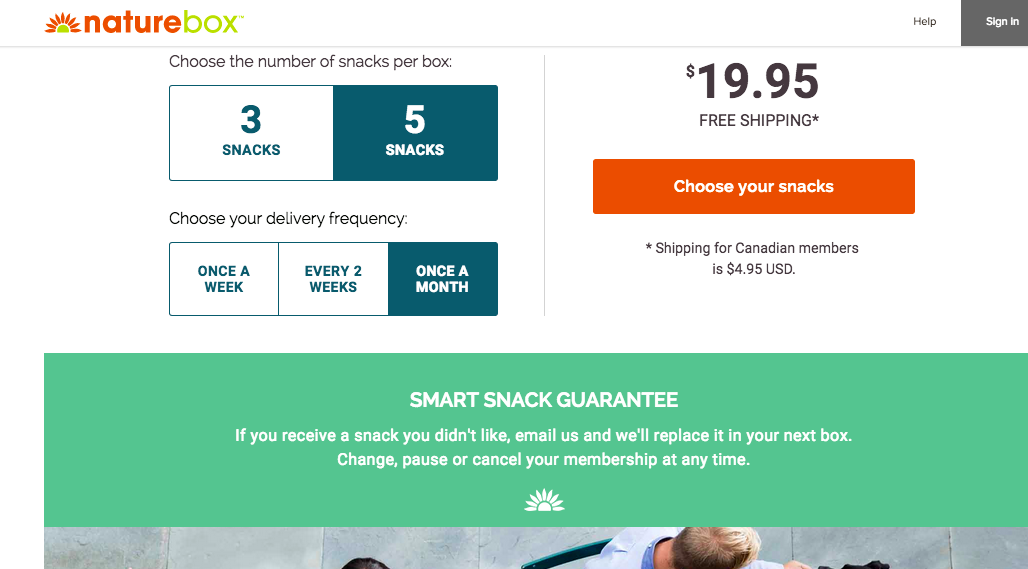 naturebox™
Help
Sign in
Choose the number of snacks per box:
3
SNACKS
5
SNACKS
Choose your delivery frequency:
ONCE A
WEEK
EVERY 2
WEEKS
ONCE A
MONTH
$19.95
FREE SHIPPING*
Choose your snacks
* Shipping for Canadian members
is $4.95 USD.
SMART SNACK GUARANTEE
If you receive a snack you didn't like, email us and we'll replace it in your next box.
Change, pause or cancel your membership at any time.